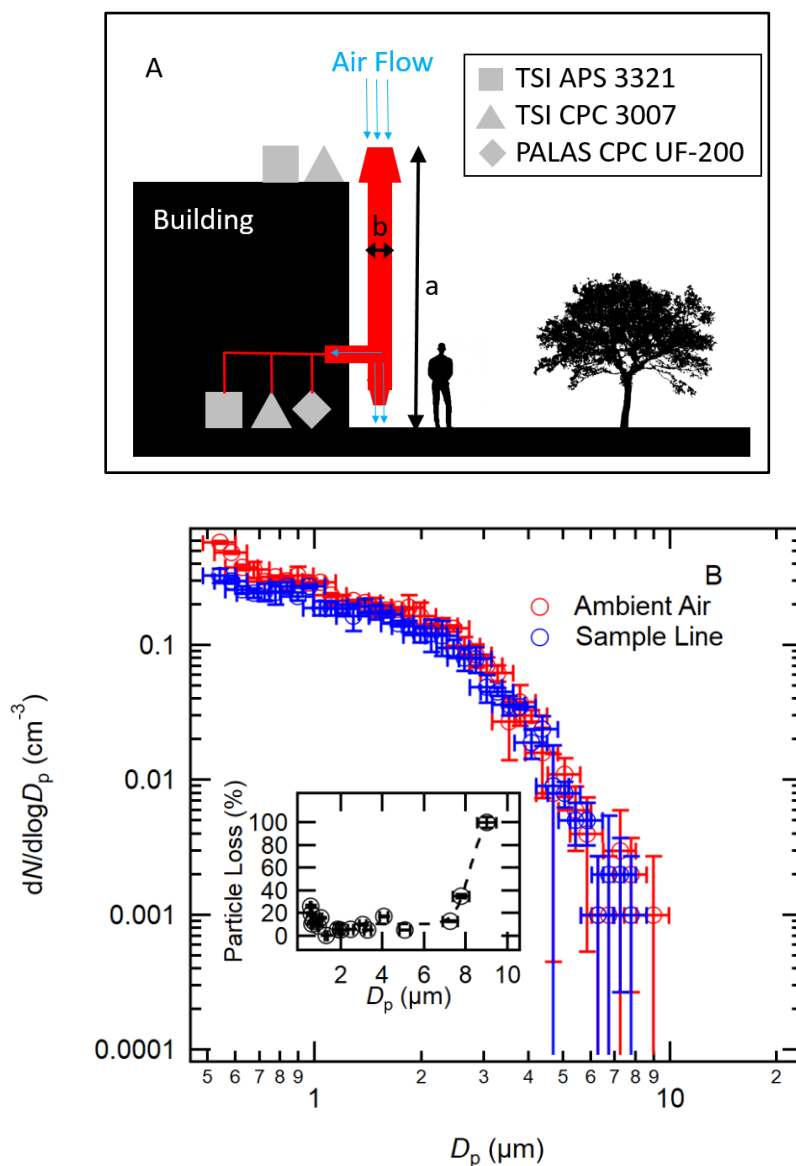 A
Air Flow
TSI APS 3321
TSI CPC 3007
PALAS CPC UF-200
Building
b
a
B
Ambient Air
Sample Line
dN/dlogDp (cm-3)
0.1
0.01
0.001
0.0001
Particle Loss (%)
100
80
60
40
20
0
2 4 6 8 10
Dp (μm)
5 6 7 8 9 2 3 4 5 6 7 8 9 2
1 10
Dp (μm)